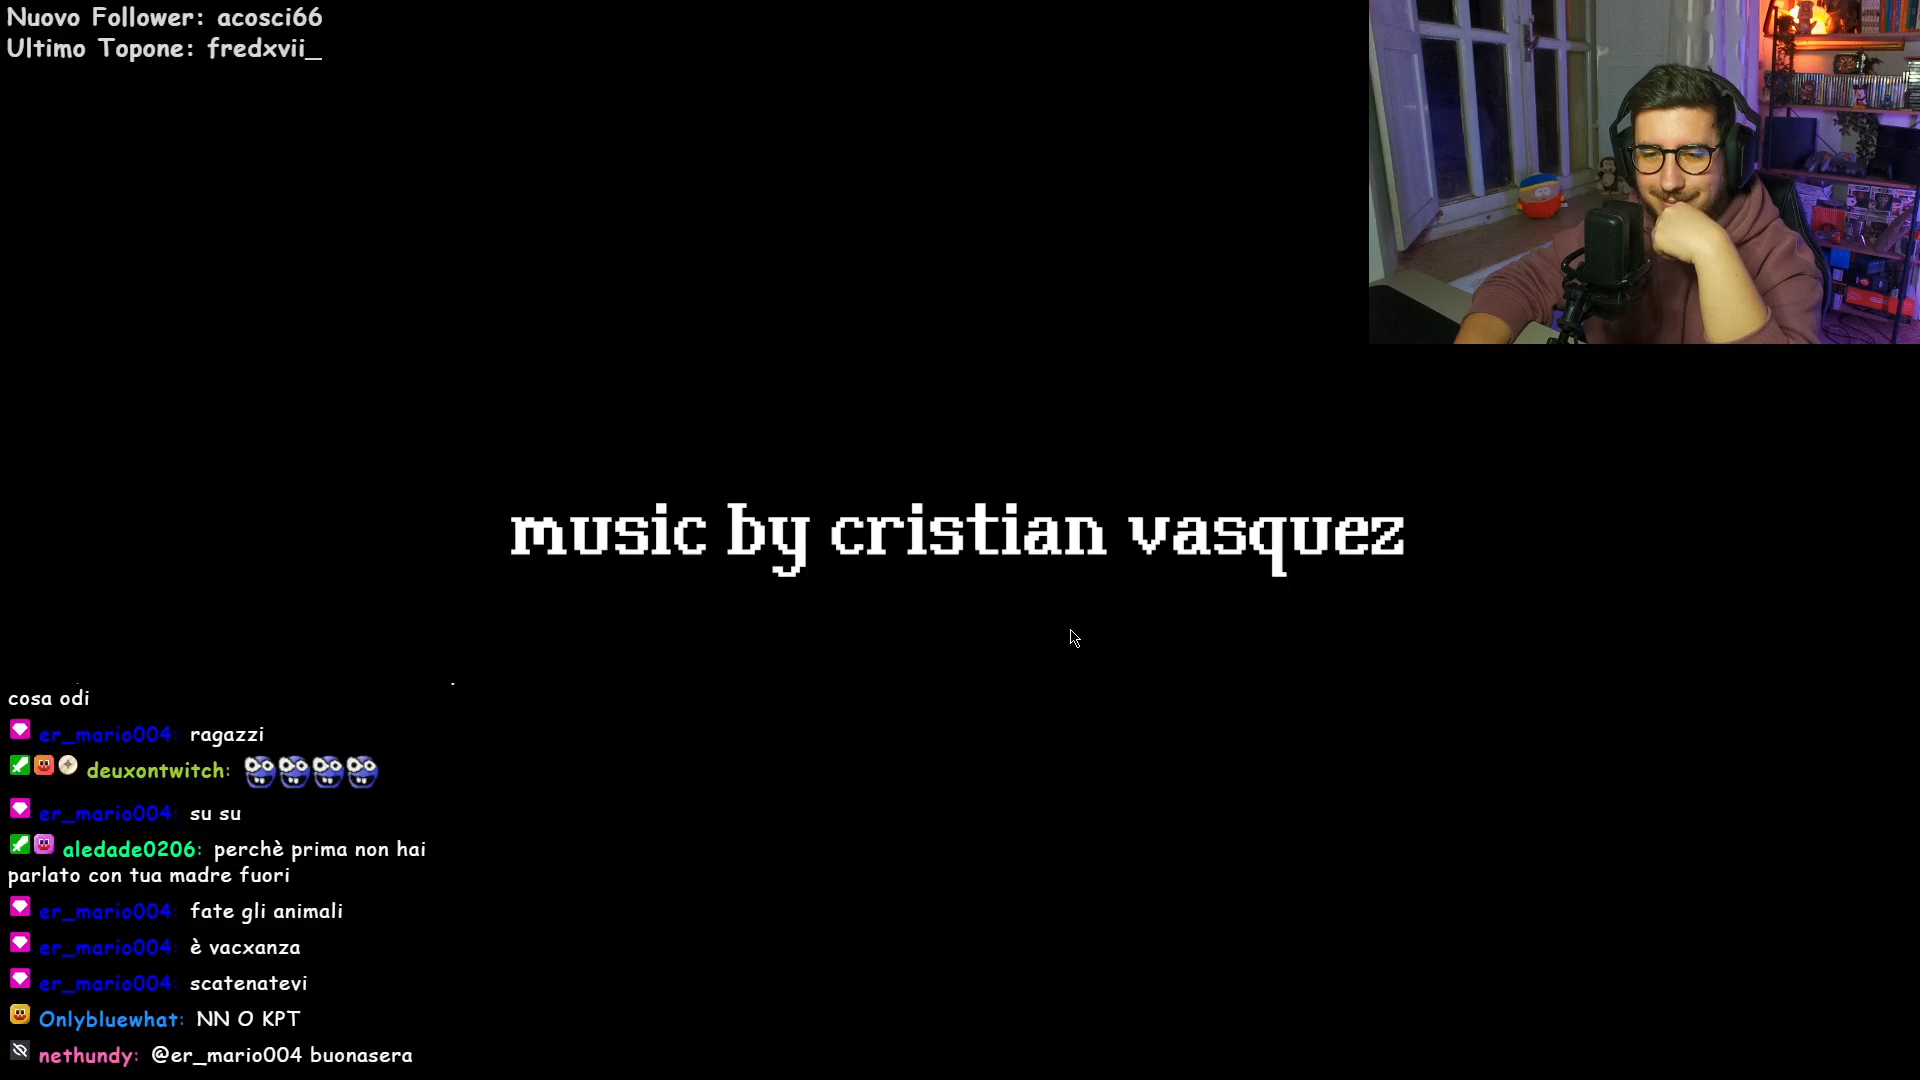 Nuovo Follower: acosci66
Ultimo Topone: fredxvii_
music by cristian vasquez
cosa odi
er_mario004: ragazzi
deuxontwitch:
er_mario004: su su
aledade0206: perchè prima non hai
parlato con tua madre fuori
er_mario004: fate gli animali
er_mario004: è vacxanza
er_mario004: scatenatevi
Onlybluewhat: NN O KPT
nethundy: @er_mario004 buonasera